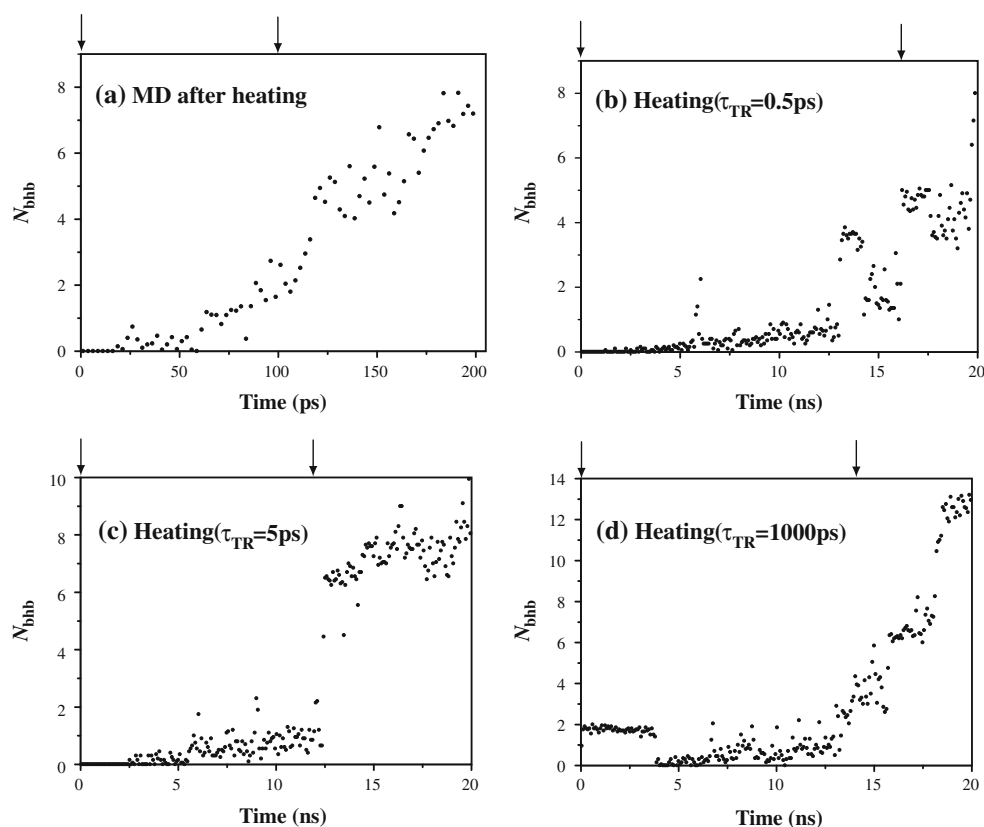 (a) MD after heating
N_bhb
8
6
4
2
0
0 50 100 150 200
Time (ps)
(b) Heating(τ_TR=0.5ps)
N_bhb
8
6
4
2
0
0 5 10 15 20
Time (ns)
(c) Heating(τ_TR=5ps)
N_bhb
10
8
6
4
2
0
0 5 10 15 20
Time (ns)
(d) Heating(τ_TR=1000ps)
N_bhb
14
12
10
8
6
4
2
0
0 5 10 15 20
Time (ns)